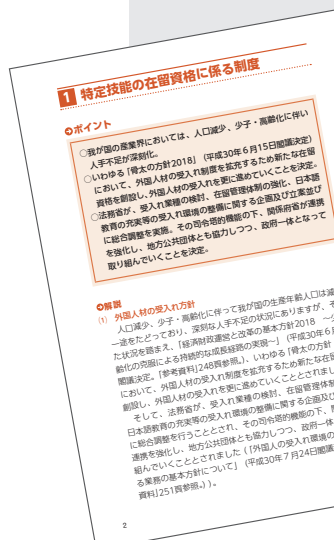 1 特定技能の在留資格に係る制度
ポイント
○我が国の産業界においては、人口減少、少子・高齢化に伴い
人手不足が深刻化。
○いわゆる「骨太の方針2018」（平成30年６月15日閣議決定）
において、外国人材の受入れ制度を拡充するため新たな在留
資格を創設し、外国人材の受入れを更に進めていくことを決定。
○法務省が、受入れ業種の検討、在留管理体制の強化、日本語
教育の充実等の受入れ環境の整備に関する企画及び立案並び
に総合調整を実施。その司令塔的機能の下、関係府省が連携
を強化し、地方公共団体とも協力しつつ、政府一体となって
取り組んでいくことを決定。
解説
⑴ 外国人材の受入れ方針
人口減少、少子・高齢化に伴って我が国の生産年齢人口は減
一途をたどっており、深刻な人手不足の状況にありますが、そ
た状況を踏まえ、「経済財政運営と改革の基本方針2018 ～少
齢化の克服による持続的な成長経路の実現～」（平成30年６月
閣議決定。「参考資料」248頁参照。）、いわゆる「骨太の方針
において、外国人材の受入れ制度を拡充するため新たな在留
創設し、外国人材の受入れを更に進めていくこととされまし
そして、法務省が、受入れ業種の検討、在留管理体制
日本語教育の充実等の受入れ環境の整備に関する企画及び
に総合調整を行うこととされ、その司令塔的機能の下、関
連携を強化し、地方公共団体とも協力しつつ、政府一体
組んでいくこととされました（「外国人の受入れ環境の
る業務の基本方針について」（平成30年７月24日閣議
資料」251頁参照。））。
2